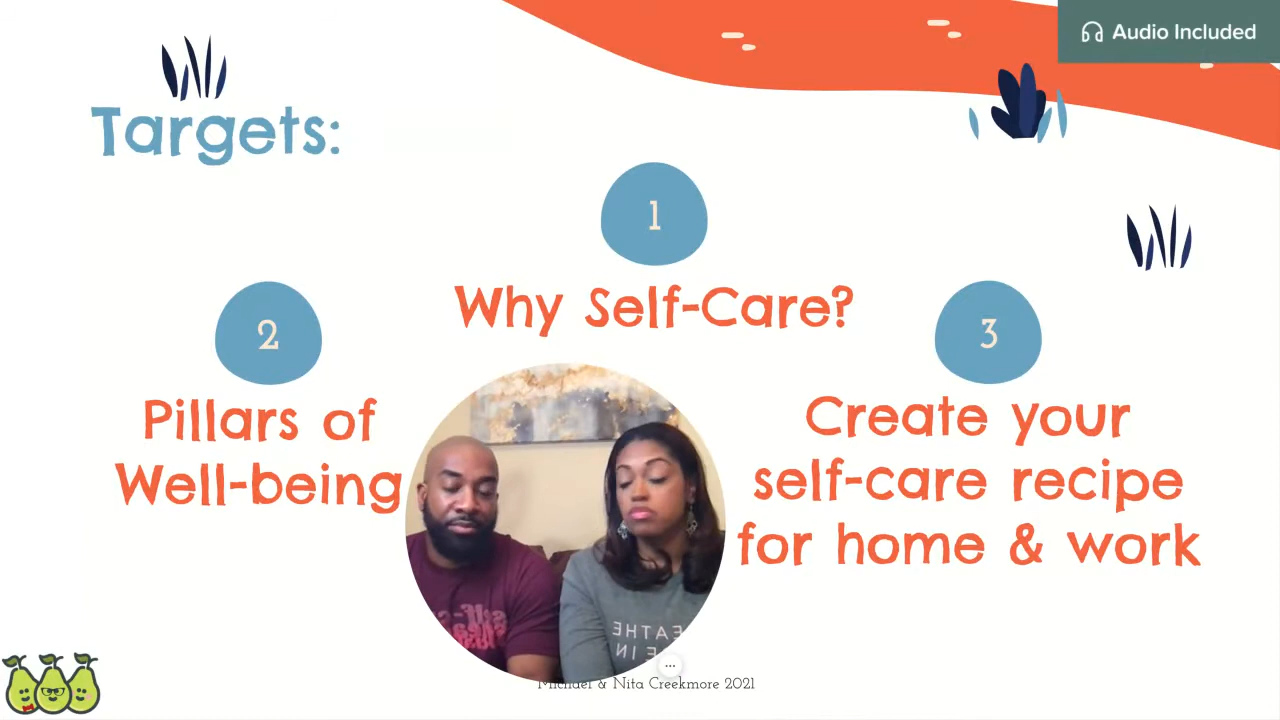 Audio Included
Targets:
1
Why Self-Care?
2
Pillars of
Well-being
3
Create your
self-care recipe
for home & work
Michael & Nita Creekmore 2021